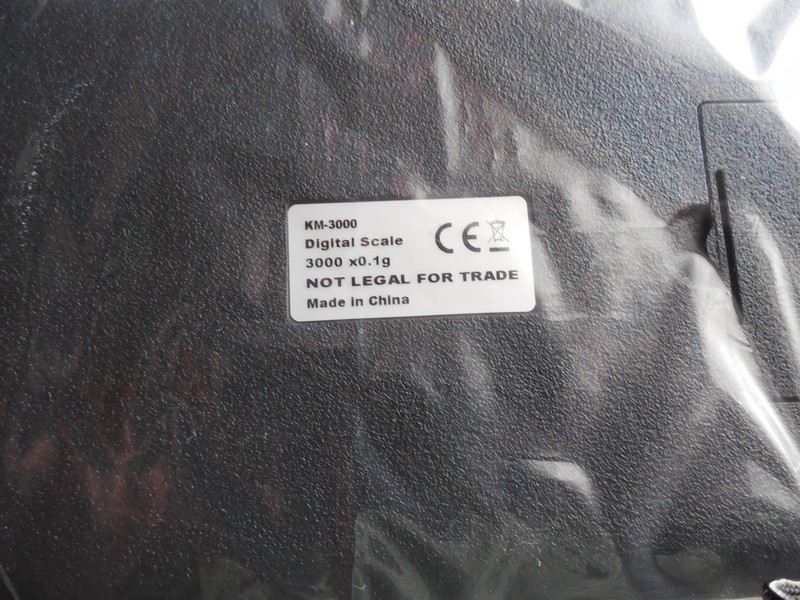 KM-3000
Digital Scale
3000 x0.1g
NOT LEGAL FOR TRADE
Made in China
CE